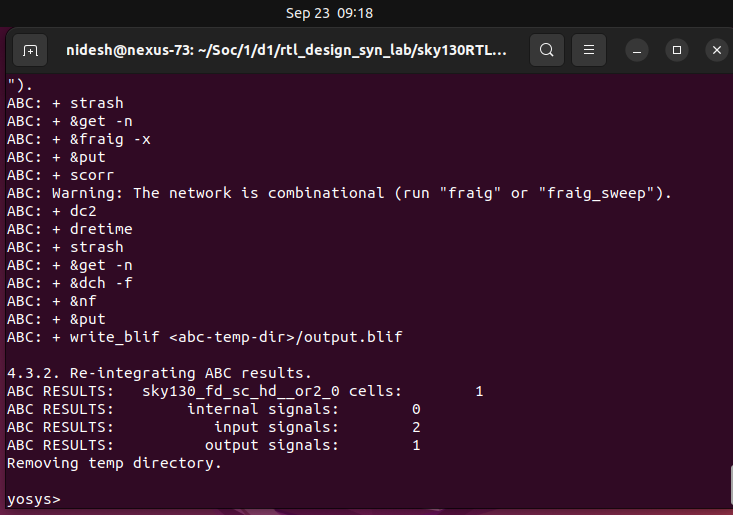 Sep 23 09:18
nidesh@nexus-73: ~/Soc/1/d1/rtl_design_syn_lab/sky130RTL...
").
ABC: + strash
ABC: + &get -n
ABC: + &fraig -x
ABC: + &put
ABC: + scorr
ABC: Warning: The network is combinational (run "fraig" or "fraig_sweep").
ABC: + dc2
ABC: + dretime
ABC: + strash
ABC: + &get -n
ABC: + &dch -f
ABC: + &nf
ABC: + &put
ABC: + write_blif <abc-temp-dir>/output.blif
4.3.2. Re-integrating ABC results.
ABC RESULTS:   sky130_fd_sc_hd__or2_0 cells:        1
ABC RESULTS:        internal signals:        0
ABC RESULTS:           input signals:        2
ABC RESULTS:          output signals:        1
Removing temp directory.
yosys>